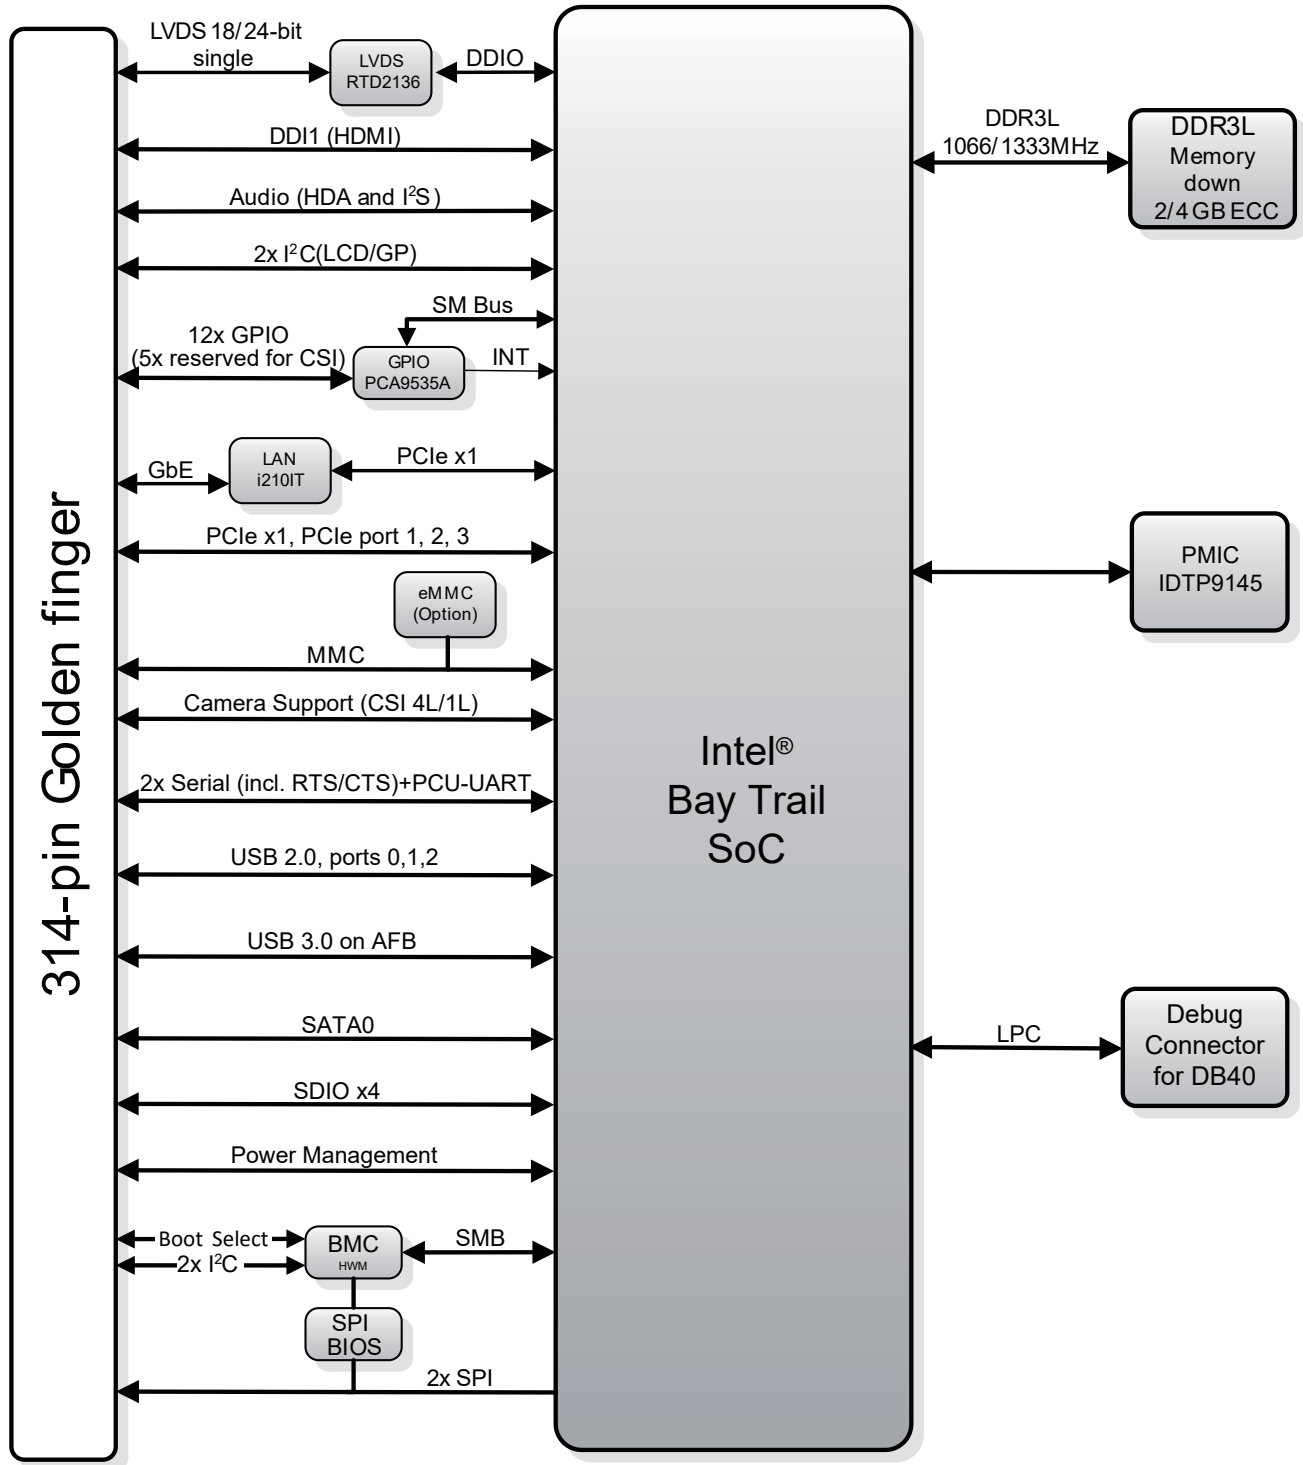 LVDS 18/24-bit
single
LVDS
RTD2136
DDIO
DDI1 (HDMI)
Audio (HDA and I²S)
2x I²C(LCD/GP)
SM Bus
12x GPIO
(5x reserved for CSI)
GPIO
PCA9535A
INT
GbE
LAN
i210IT
PCIe x1
PCIe x1, PCIe port 1, 2, 3
eMMC
(Option)
MMC
Camera Support (CSI 4L/1L)
2x Serial (incl. RTS/CTS)+PCU-UART
USB 2.0, ports 0,1,2
USB 3.0 on AFB
SATA0
SDIO x4
Power Management
Boot Select
2x I²C
BMC
HWM
SMB
SPI
BIOS
2x SPI
314-pin Golden finger
Intel®
Bay Trail
SoC
DDR3L
1066/1333MHz
DDR3L
Memory
down
2/4 GB ECC
PMIC
IDTP9145
LPC
Debug
Connector
for DB40